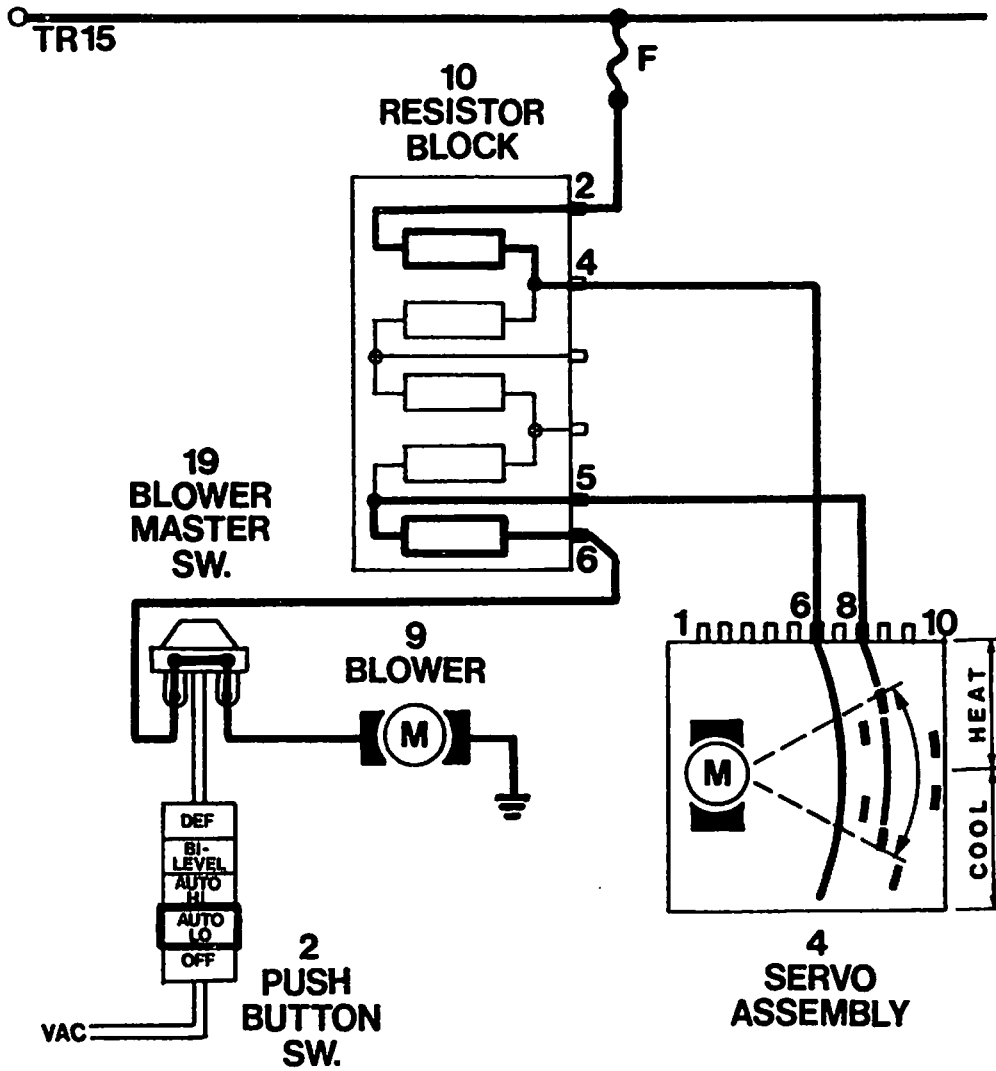 TR15
F
10
RESISTOR
BLOCK
2
4
5
6
19
BLOWER
MASTER
SW.
9
BLOWER
M
1
6
8
10
M
HEAT
COOL
DEF
BI-
LEVEL
AUTO
HI
AUTO
LO
OFF
VAC
2
PUSH
BUTTON
SW.
4
SERVO
ASSEMBLY